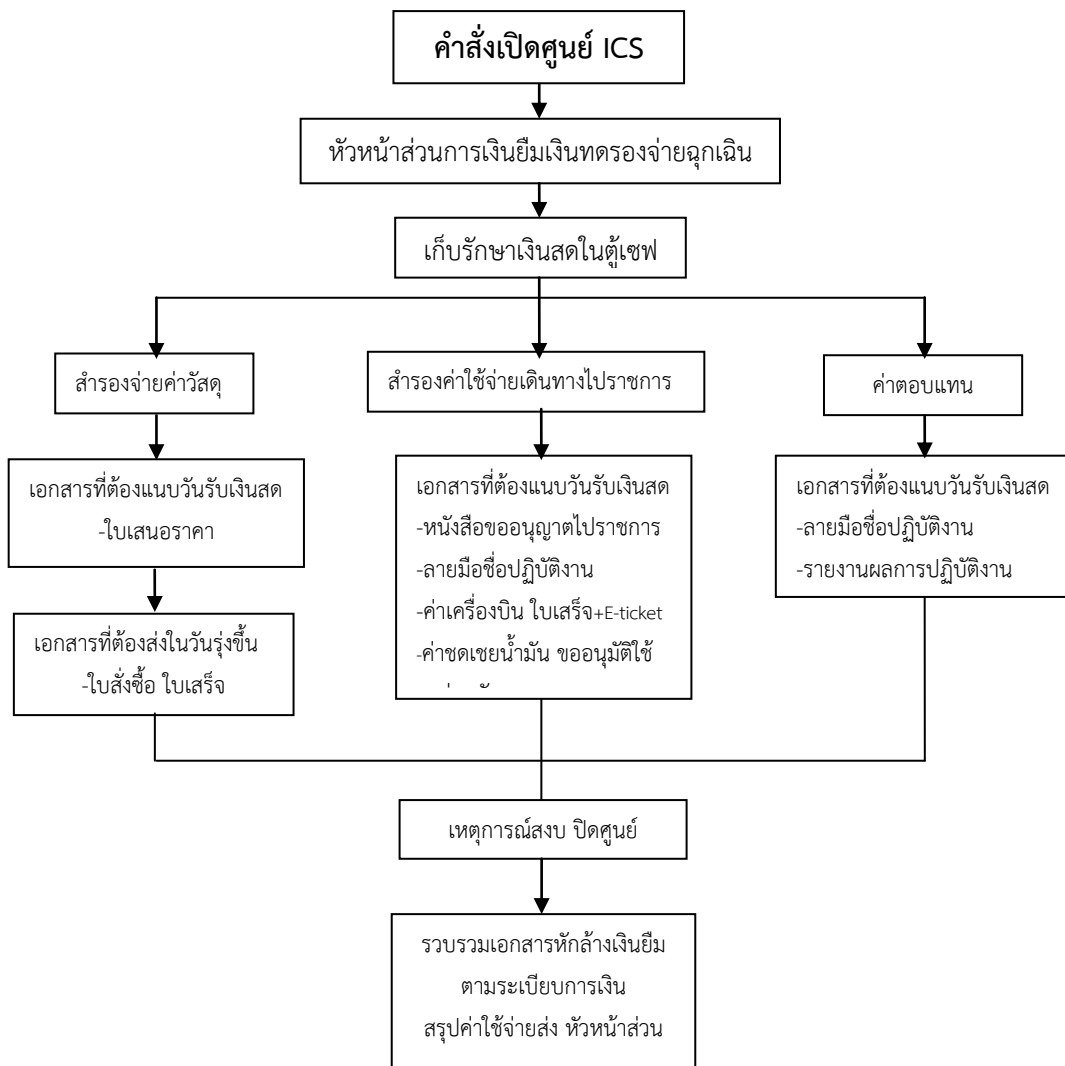 คำสั่งเปิดศูนย์ ICS
หัวหน้าส่วนการเงินยืมเงินทดรองจ่ายฉุกเฉิน
เก็บรักษาเงินสดในตู้เซฟ
สำรองจ่ายค่าวัสดุ
สำรองค่าใช้จ่ายเดินทางไปราชการ
ค่าตอบแทน
เอกสารที่ต้องแนบวันรับเงินสด
-ใบเสนอราคา
เอกสารที่ต้องแนบวันรับเงินสด
-หนังสือขออนุญาตไปราชการ
-ลายมือชื่อปฏิบัติงาน
-ค่าเครื่องบิน ใบเสร็จ+E-ticket
-ค่าชดเชยน้ำมัน ขออนุมัติใช้
เอกสารที่ต้องแนบวันรับเงินสด
-ลายมือชื่อปฏิบัติงาน
-รายงานผลการปฏิบัติงาน
เอกสารที่ต้องส่งในวันรุ่งขึ้น
-ใบสั่งซื้อ ใบเสร็จ
เหตุการณ์สงบ ปิดศูนย์
รวบรวมเอกสารหักล้างเงินยืม
ตามระเบียบการเงิน
สรุปค่าใช้จ่ายส่ง หัวหน้าส่วน